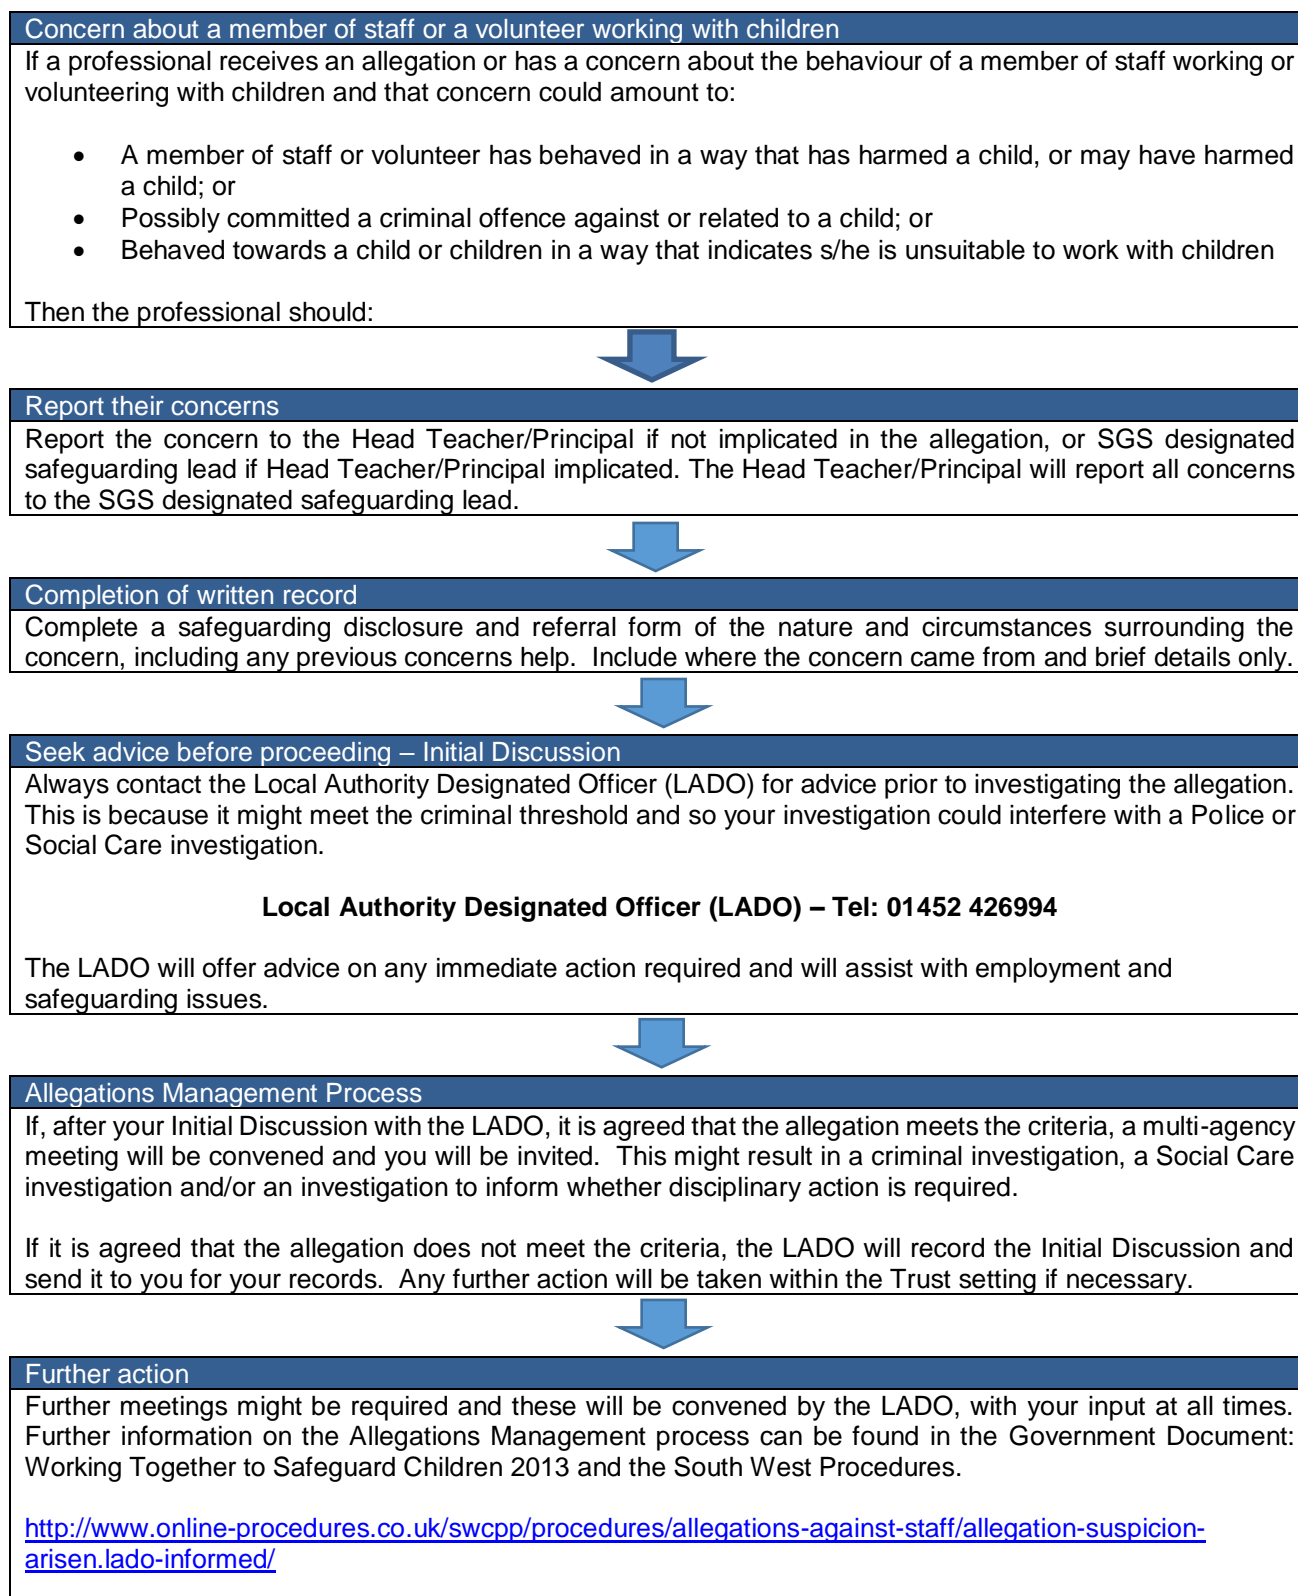 Concern about a member of staff or a volunteer working with children
If a professional receives an allegation or has a concern about the behaviour of a member of staff working or
volunteering with children and that concern could amount to:
• A member of staff or volunteer has behaved in a way that has harmed a child, or may have harmed
a child; or
• Possibly committed a criminal offence against or related to a child; or
• Behaved towards a child or children in a way that indicates s/he is unsuitable to work with children
Then the professional should:
Report their concerns
Report the concern to the Head Teacher/Principal if not implicated in the allegation, or SGS designated
safeguarding lead if Head Teacher/Principal implicated. The Head Teacher/Principal will report all concerns
to the SGS designated safeguarding lead.
Completion of written record
Complete a safeguarding disclosure and referral form of the nature and circumstances surrounding the
concern, including any previous concerns help.  Include where the concern came from and brief details only.
Seek advice before proceeding – Initial Discussion
Always contact the Local Authority Designated Officer (LADO) for advice prior to investigating the allegation.
This is because it might meet the criminal threshold and so your investigation could interfere with a Police or
Social Care investigation.
Local Authority Designated Officer (LADO) – Tel: 01452 426994
The LADO will offer advice on any immediate action required and will assist with employment and
safeguarding issues.
Allegations Management Process
If, after your Initial Discussion with the LADO, it is agreed that the allegation meets the criteria, a multi-agency
meeting will be convened and you will be invited.  This might result in a criminal investigation, a Social Care
investigation and/or an investigation to inform whether disciplinary action is required.
If it is agreed that the allegation does not meet the criteria, the LADO will record the Initial Discussion and
send it to you for your records.  Any further action will be taken within the Trust setting if necessary.
Further action
Further meetings might be required and these will be convened by the LADO, with your input at all times.
Further information on the Allegations Management process can be found in the Government Document:
Working Together to Safeguard Children 2013 and the South West Procedures.
http://www.online-procedures.co.uk/swcpp/procedures/allegations-against-staff/allegation-suspicion-
arisen.lado-informed/